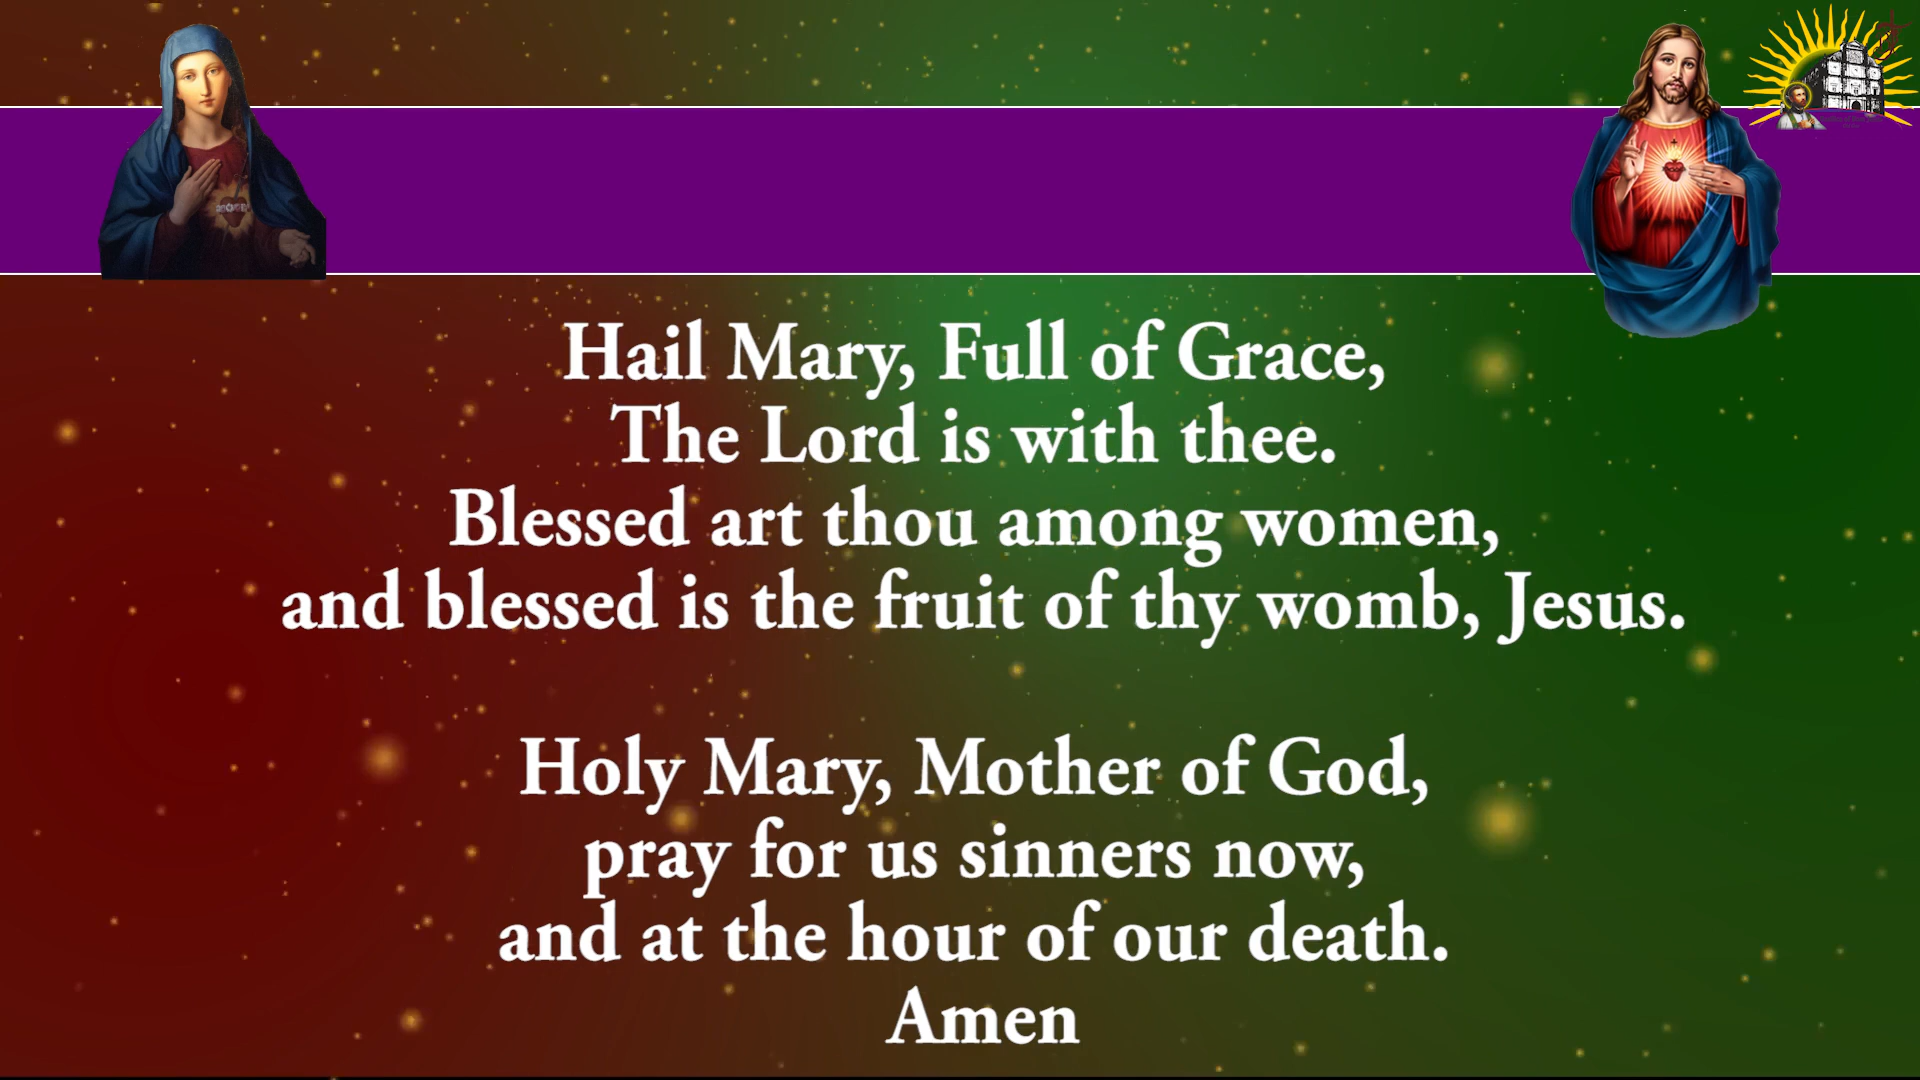 Hail Mary, Full of Grace,
The Lord is with thee.
Blessed art thou among women,
and blessed is the fruit of thy womb, Jesus.
Holy Mary, Mother of God,
pray for us sinners now,
and at the hour of our death.
Amen